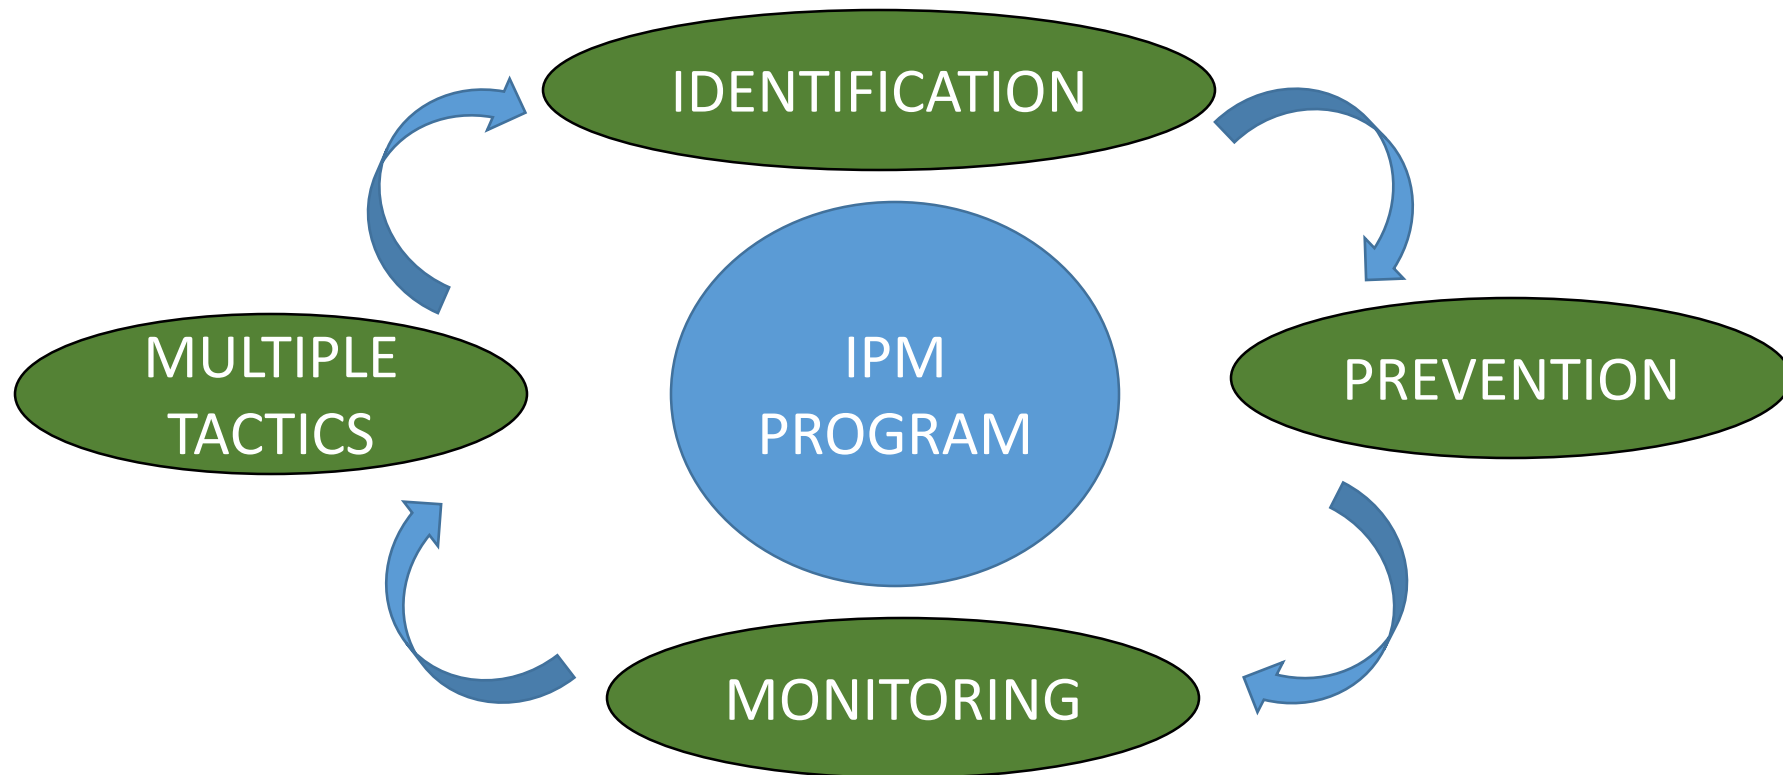 IDENTIFICATION
MULTIPLE
TACTICS
IPM
PROGRAM
PREVENTION
MONITORING